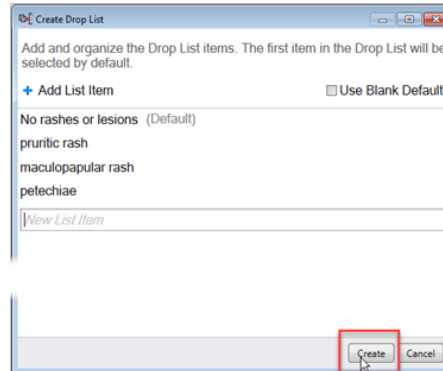 Create Drop List
Add and organize the Drop List items. The first item in the Drop List will be
selected by default.
+ Add List Item
Use Blank Default
No rashes or lesions (Default)
pruritic rash
maculopapular rash
petechiae
New List Item
Create Cancel